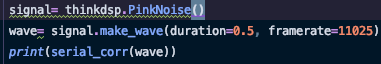 signal= thinkdsp.PinkNoise()
wave= signal.make_wave(duration=0.5, framerate=11025)
print(serial_corr(wave))